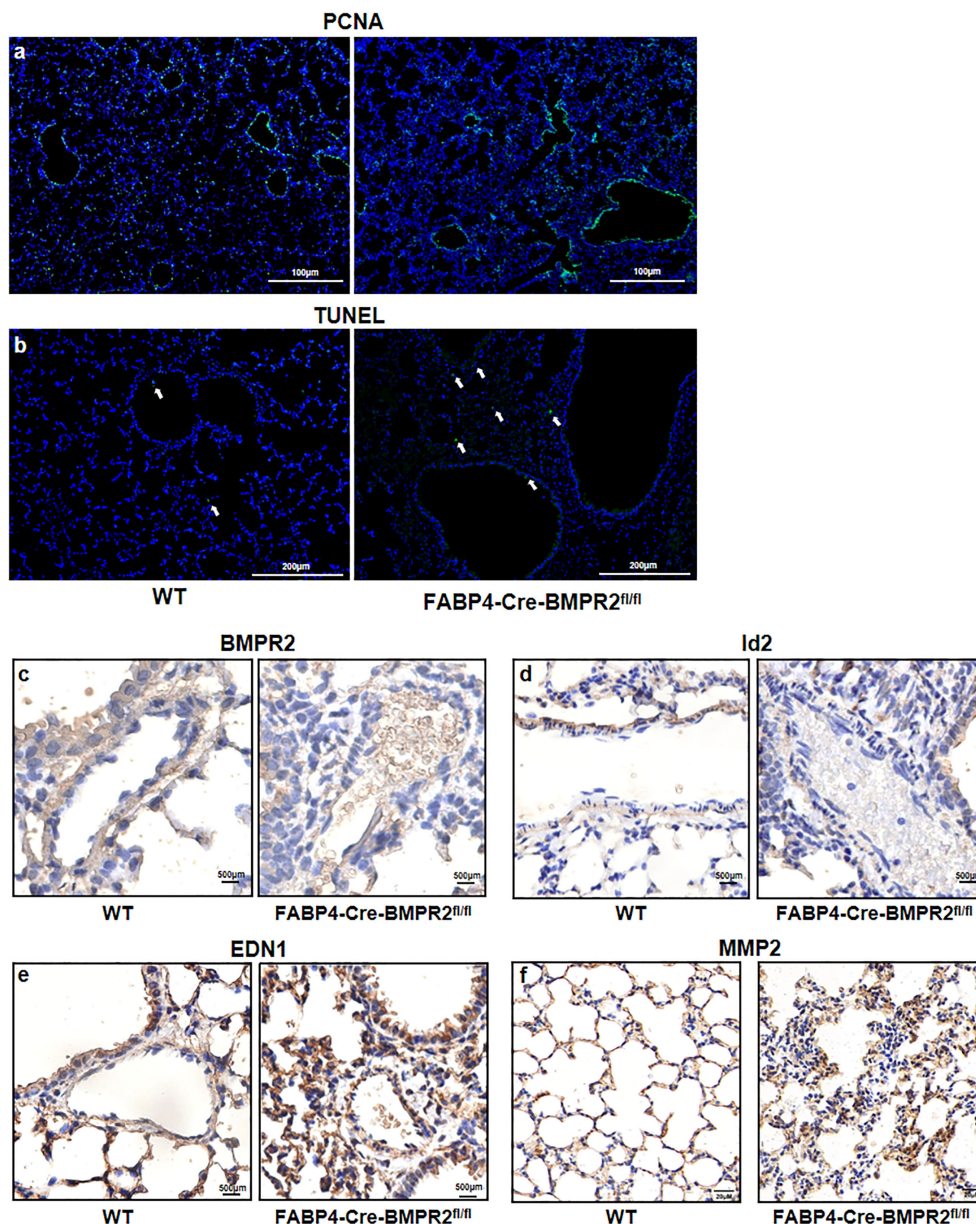 PCNA
a
100µm
100µm
TUNEL
b
200µm
200µm
WT
FABP4-Cre-BMPR2fl/fl
BMPR2
Id2
c
d
500µm
500µm
500µm
500µm
WT
FABP4-Cre-BMPR2fl/fl
WT
FABP4-Cre-BMPR2fl/fl
EDN1
MMP2
e
f
500µm
500µm
20µm
20µm
WT
FABP4-Cre-BMPR2fl/fl
WT
FABP4-Cre-BMPR2fl/fl